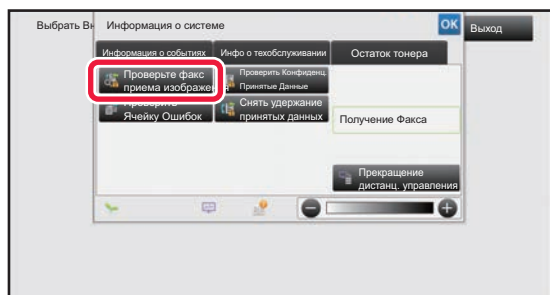 Выбрать Вн
Информация о системе
OK
Выход
Информация о событиях
Инфо о техобслуживании
Остаток тонера
Проверьте факс
приема изображен
Проверить Конфиденц.
Принятые Данные
Проверить
Ячейку Ошибок
Снять удержание
принятых данных
Получение Факса
Прекращение
дистанц. управления